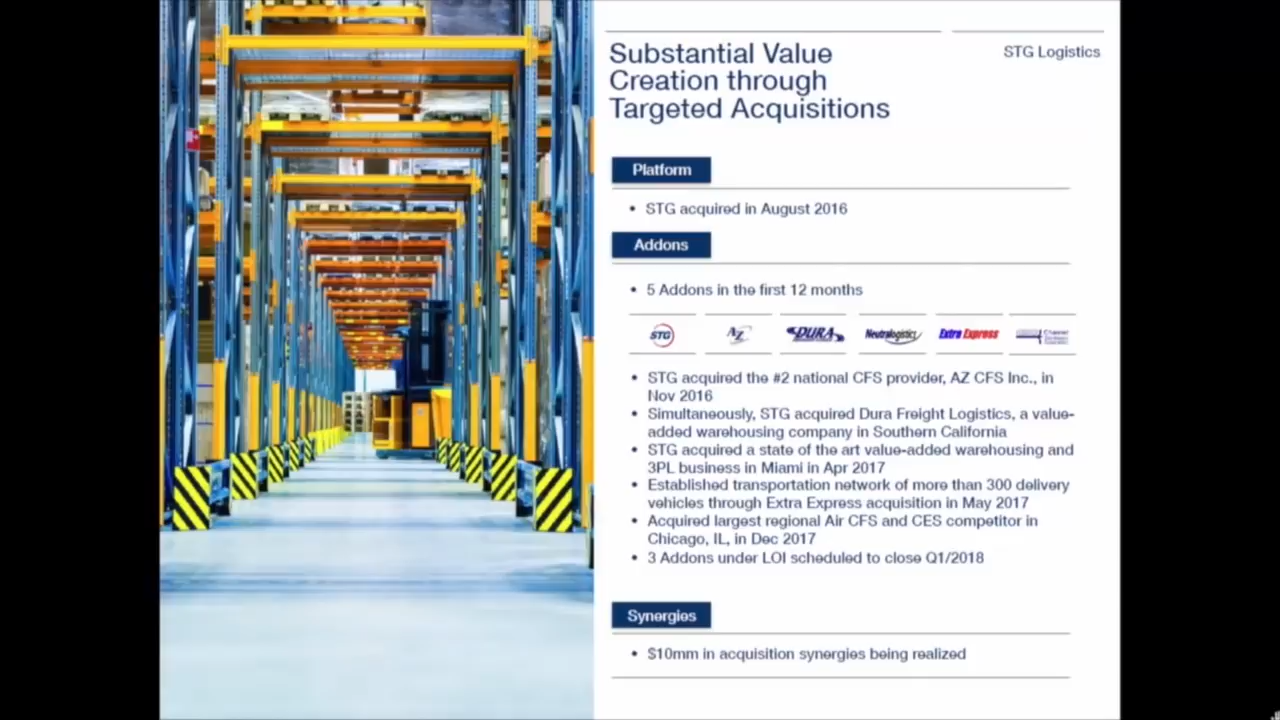 Substantial Value
Creation through
Targeted Acquisitions
STG Logistics
Platform
• STG acquired in August 2016
Addons
• 5 Addons in the first 12 months
STG
AZ
DURA
Neutralogistics
Extra Express
• STG acquired the #2 national CFS provider, AZ CFS Inc., in
Nov 2016
• Simultaneously, STG acquired Dura Freight Logistics, a value-
added warehousing company in Southern California
• STG acquired a state of the art value-added warehousing and
3PL business in Miami in Apr 2017
• Established transportation network of more than 300 delivery
vehicles through Extra Express acquisition in May 2017
• Acquired largest regional Air CFS and CES competitor in
Chicago, IL, in Dec 2017
• 3 Addons under LOI scheduled to close Q1/2018
Synergies
• $10mm in acquisition synergies being realized